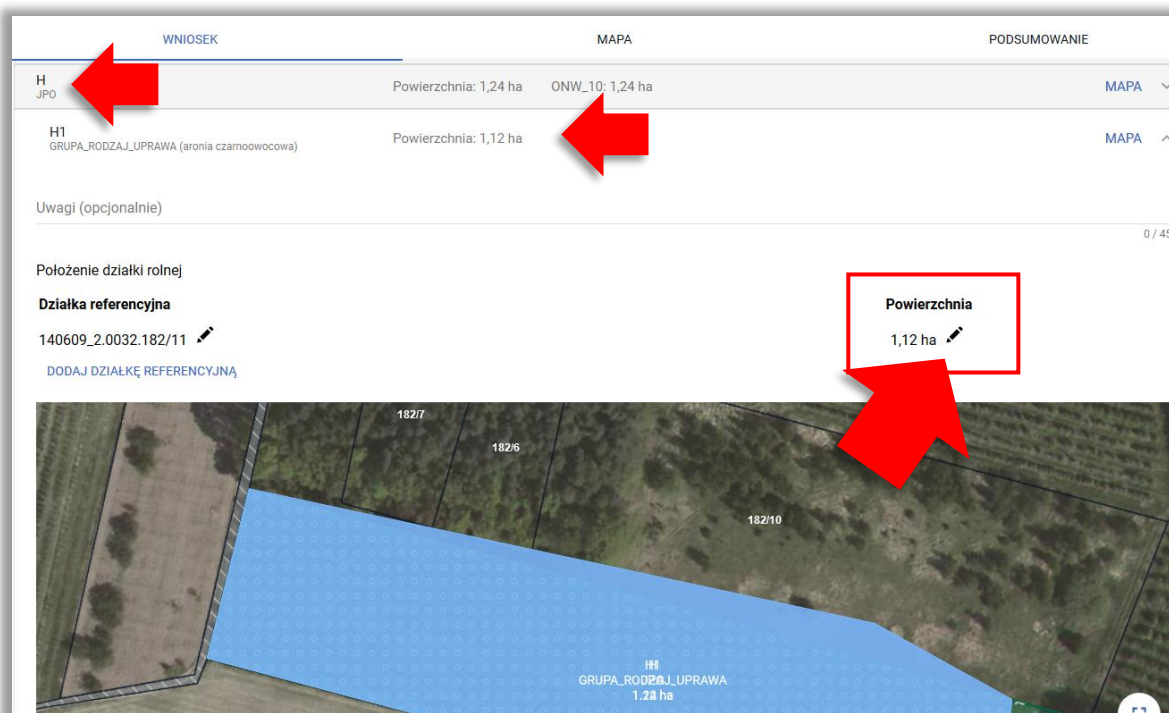 WNIOSEK MAPA PODSUMOWANIE
H Powierzchnia: 1,24 ha ONW_10: 1,24 ha MAPA
JPO
H1 Powierzchnia: 1,12 ha MAPA
GRUPA_RODZAJ_UPRAWA (aronia czarnoowocowa)
Uwagi (opcjonalnie)
0 / 45
Położenie działki rolnej
Działka referencyjna Powierzchnia
140609_2.0032.182/11 1,12 ha
DODAJ DZIAŁKĘ REFERENCYJNĄ
182/7
182/6
182/10